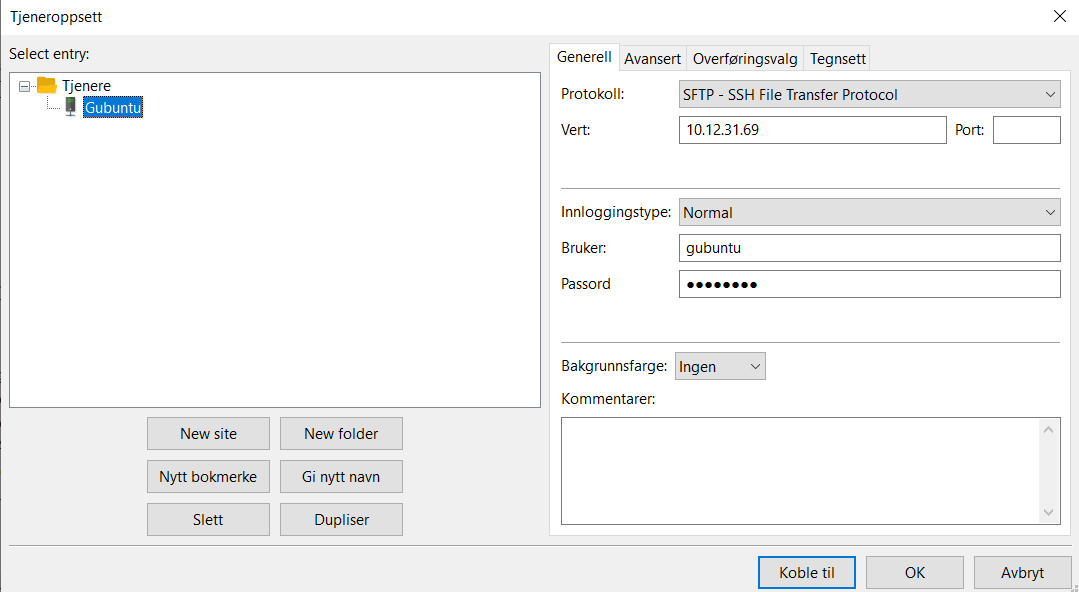 Tjeneroppsett
Select entry:
Tjenere
Gubuntu
New site
New folder
Nytt bokmerke
Gi nytt navn
Slett
Dupliser
Generell
Avansert
Overføringsvalg
Tegnsett
Protokoll:
SFTP - SSH File Transfer Protocol
Vert:
10.12.31.69
Port:
Innloggingstype:
Normal
Bruker:
gubuntu
Passord
●●●●●●●●
Bakgrunnsfarge:
Ingen
Kommentarer:
Koble til
OK
Avbryt